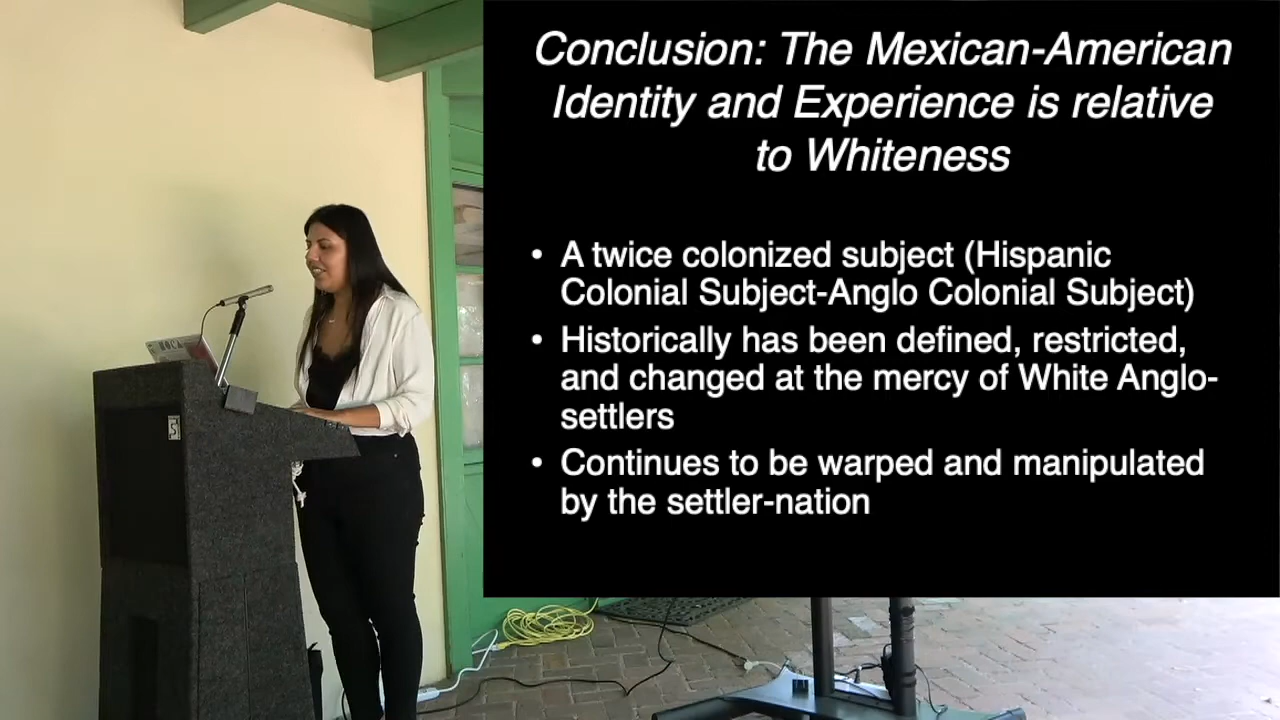 Conclusion: The Mexican-American
Identity and Experience is relative
to Whiteness
• A twice colonized subject (Hispanic
Colonial Subject-Anglo Colonial Subject)
• Historically has been defined, restricted,
and changed at the mercy of White Anglo-
settlers
• Continues to be warped and manipulated
by the settler-nation